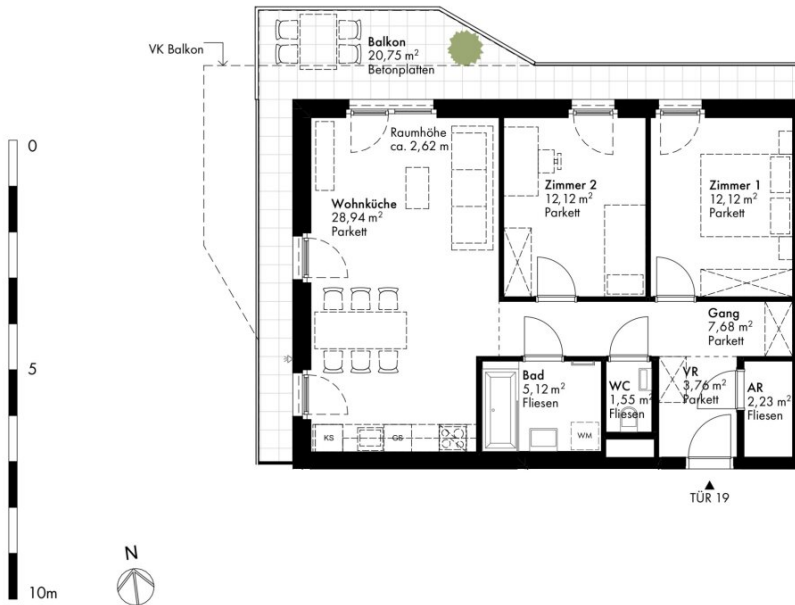 VK Balkon
Balkon
20,75 m²
Betonplatten
0
Raumhöhe
ca. 2,62 m
Wohnküche
28,94 m²
Parkett
Zimmer 2
12,12 m²
Parkett
Zimmer 1
12,12 m²
Parkett
Gang
7,68 m²
Parkett
5
Bad
5,12 m²
Fliesen
WC
1,55 m²
Fliesen
VR
3,76 m²
Parkett
AR
2,23 m²
Fliesen
KS
GS
WM
TÜR 19
N
10m